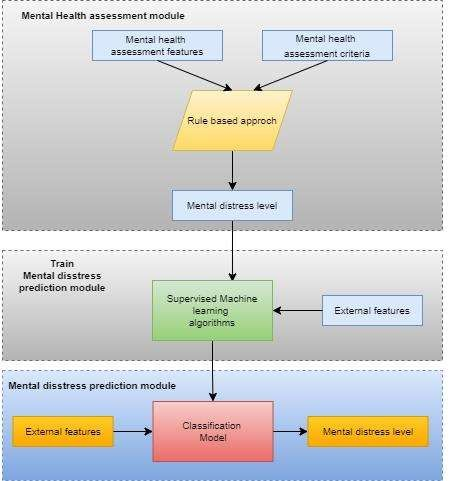 Mental Health assessment module
Mental health
assessment features
Mental health
assessment criteria
Rule based approch
Mental distress level
Train
Mental disstress
prediction module
Supervised Machine
learning
algorithms
External features
Mental disstress prediction module
External features
Classification
Model
Mental distress level